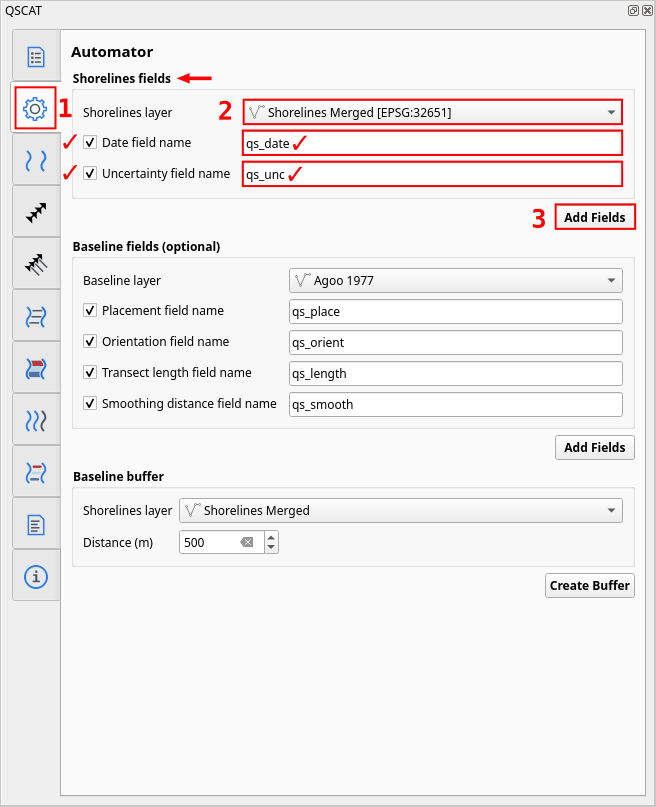 QSCAT
Automator
Shorelines fields
1
Shorelines layer
2
Shorelines Merged [EPSG:32651]
Date field name
qs_date
Uncertainty field name
qs_unc
3
Add Fields
Baseline fields (optional)
Baseline layer
Agoo 1977
Placement field name
qs_place
Orientation field name
qs_orient
Transect length field name
qs_length
Smoothing distance field name
qs_smooth
Add Fields
Baseline buffer
Shorelines layer
Shorelines Merged
Distance (m)
500
Create Buffer